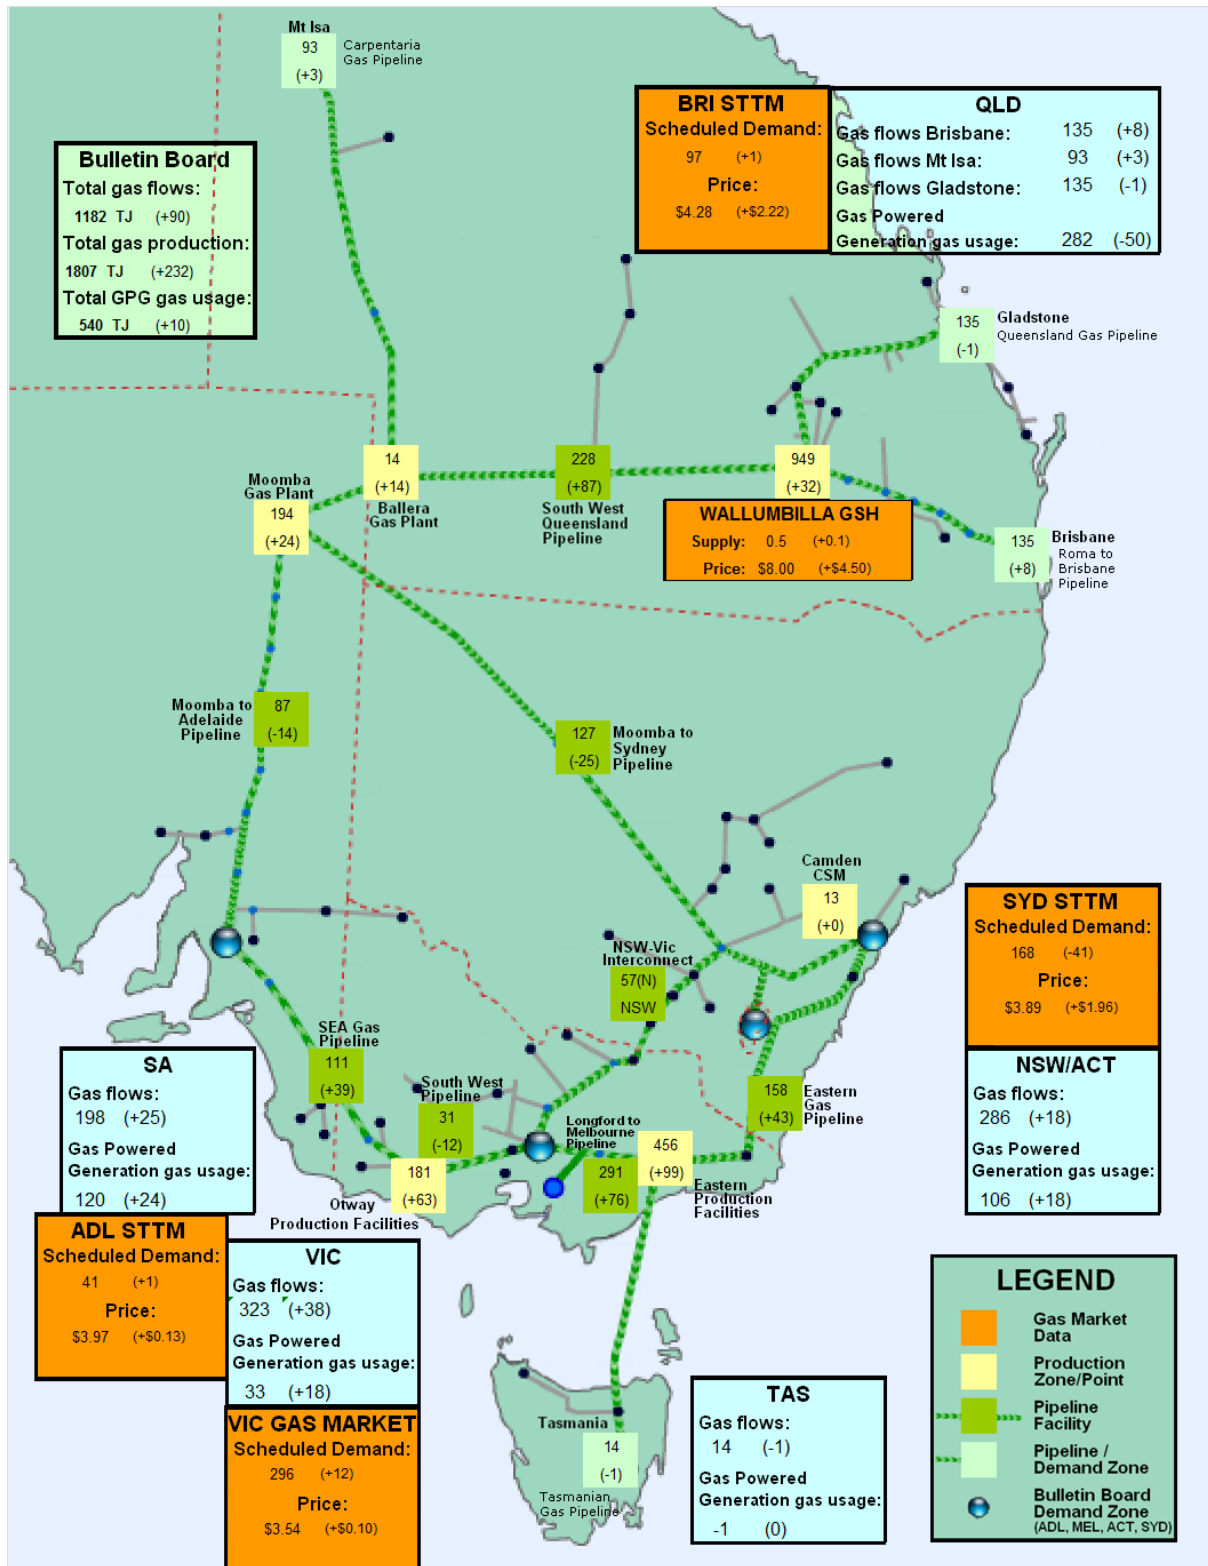 Mt Isa
93
(+3)
Carpentaria
Gas Pipeline
Bulletin Board
Total gas flows:
1182 TJ (+90)
Total gas production:
1807 TJ (+232)
Total GPG gas usage:
540 TJ (+10)
BRI STTM
Scheduled Demand:
97 (+1)
Price:
$4.28 (+$2.22)
QLD
Gas flows Brisbane: 135 (+8)
Gas flows Mt Isa: 93 (+3)
Gas flows Gladstone: 135 (-1)
Gas Powered
Generation gas usage: 282 (-50)
135
(-1)
Gladstone
Queensland Gas Pipeline
Moomba
Gas Plant
194
(+24)
14
(+14)
Ballera
Gas Plant
228
(+87)
South West
Queensland
Pipeline
949
(+32)
WALLUMBILLA GSH
Supply: 0.5 (+0.1)
Price: $8.00 (+$4.50)
135
(+8)
Brisbane
Roma to
Brisbane
Pipeline
Moomba to
Adelaide
Pipeline
87
(-14)
127
(-25)
Moomba to
Sydney
Pipeline
Camden
CSM
13
(+0)
NSW-Vic
Interconnect
57(N)
NSW
SYD STTM
Scheduled Demand:
168 (-41)
Price:
$3.89 (+$1.96)
NSW/ACT
Gas flows:
286 (+18)
Gas Powered
Generation gas usage:
106 (+18)
SEA Gas
Pipeline
111
(+39)
South West
Pipeline
31
(-12)
Longford to
Melbourne
Pipeline
291
(+76)
456
(+99)
Eastern
Production
Facilities
158
(+43)
Eastern
Gas
Pipeline
181
(+63)
Otway
Production Facilities
SA
Gas flows:
198 (+25)
Gas Powered
Generation gas usage:
120 (+24)
ADL STTM
Scheduled Demand:
41 (+1)
Price:
$3.97 (+$0.13)
VIC
Gas flows:
323 (+38)
Gas Powered
Generation gas usage:
33 (+18)
VIC GAS MARKET
Scheduled Demand:
296 (+12)
Price:
$3.54 (+$0.10)
Tasmania
14
(-1)
Tasmanian
Gas Pipeline
TAS
Gas flows:
14 (-1)
Gas Powered
Generation gas usage:
-1 (0)
LEGEND
Gas Market
Data
Production
Zone/Point
Pipeline
Facility
Pipeline /
Demand Zone
Bulletin Board
Demand Zone
(ADL, MEL, ACT, SYD)